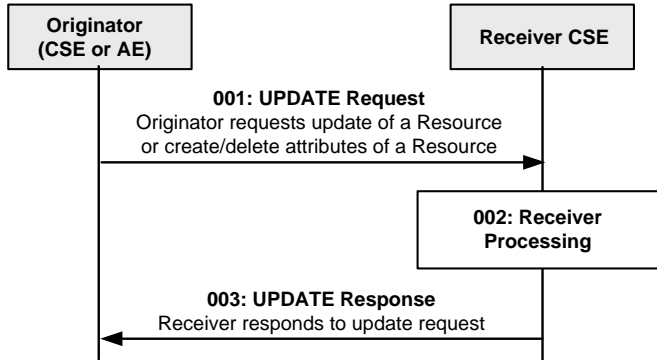 Originator
(CSE or AE)
Receiver CSE
001: UPDATE Request
Originator requests update of a Resource
or create/delete attributes of a Resource
002: Receiver
Processing
003: UPDATE Response
Receiver responds to update request